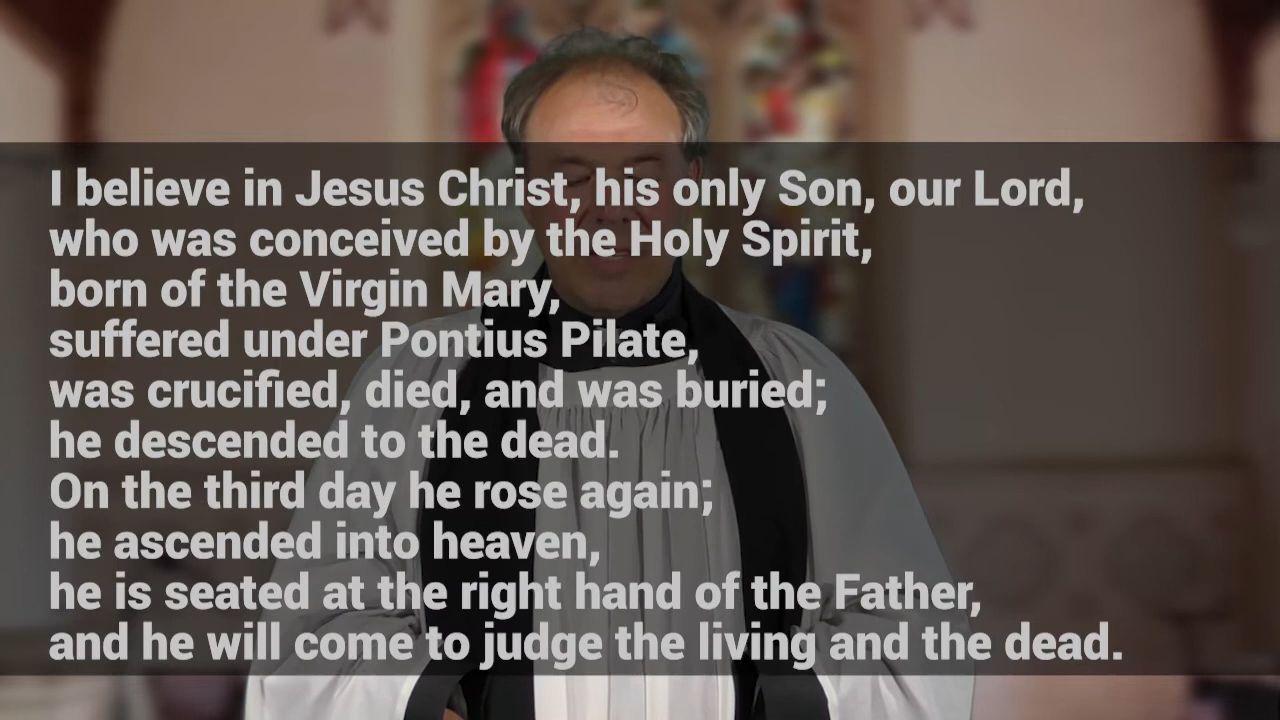 I believe in Jesus Christ, his only Son, our Lord,
who was conceived by the Holy Spirit,
born of the Virgin Mary,
suffered under Pontius Pilate,
was crucified, died, and was buried;
he descended to the dead.
On the third day he rose again;
he ascended into heaven,
he is seated at the right hand of the Father,
and he will come to judge the living and the dead.